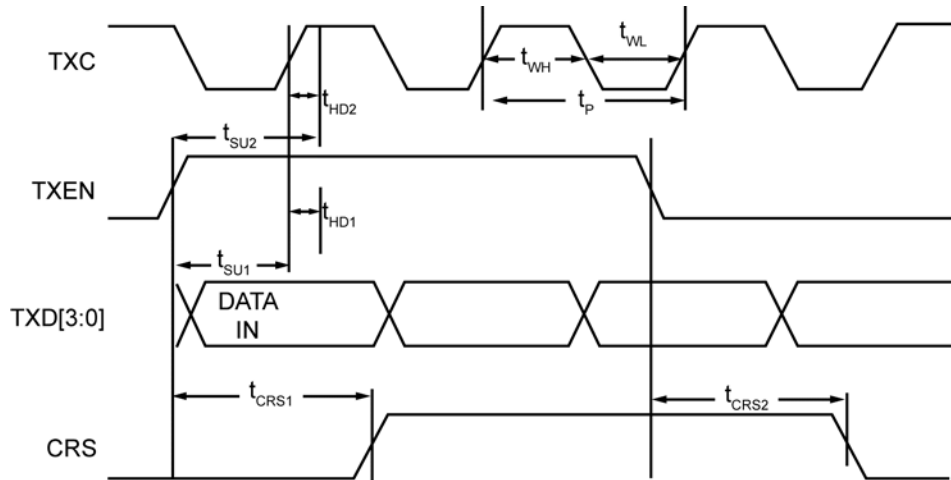 TXC
t_WH
t_WL
t_HD2
t_P
t_SU2
TXEN
t_HD1
t_SU1
TXD[3:0]
DATA
IN
t_CRS1
t_CRS2
CRS